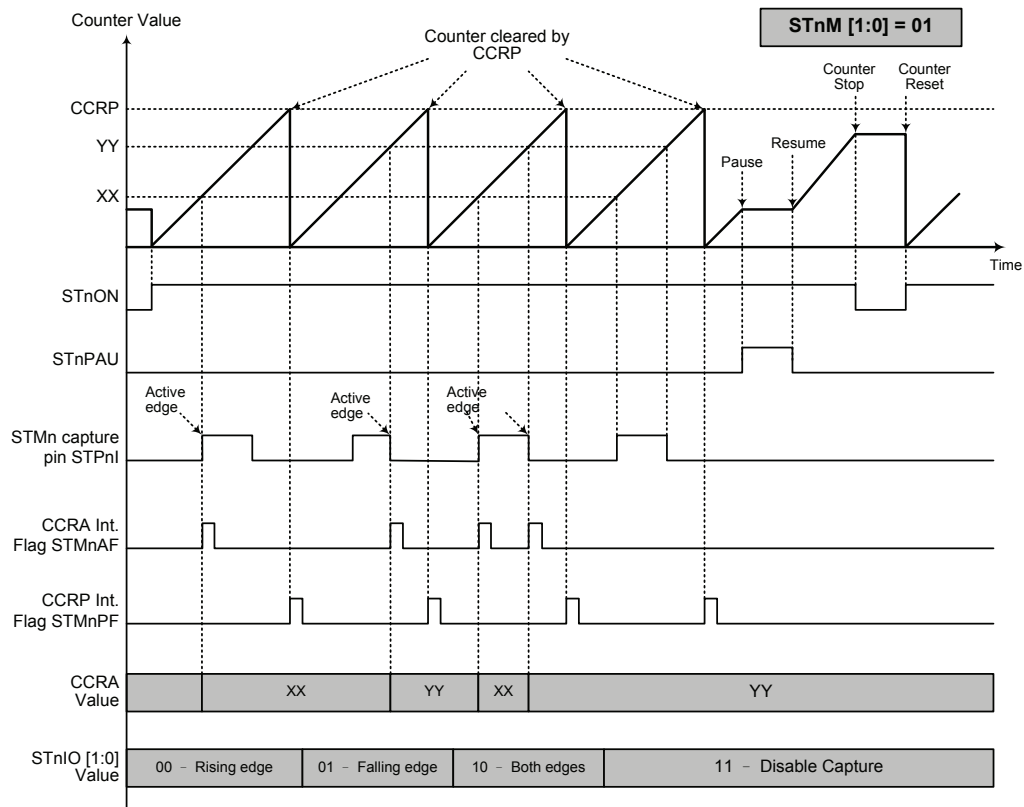 Counter Value
STnM [1:0] = 01
Counter cleared by
CCRP
Counter
Stop
Counter
Reset
CCRP
YY
XX
Pause
Resume
Time
STnON
STnPAU
Active
edge
Active
edge
Active
edge
STMn capture
pin STPnI
CCRA Int.
Flag STMnAF
CCRP Int.
Flag STMnPF
CCRA
Value
XX
YY
XX
YY
STnIO [1:0]
Value
00 – Rising edge
01 – Falling edge
10 – Both edges
11 – Disable Capture